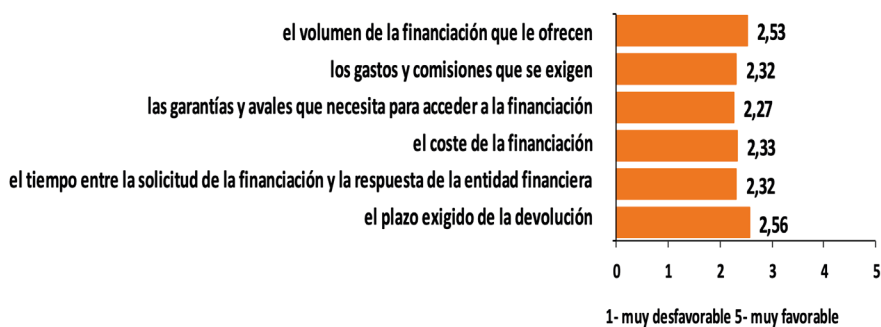 el volumen de la financiación que le ofrecen 2,53
los gastos y comisiones que se exigen 2,32
las garantías y avales que necesita para acceder a la financiación 2,27
el coste de la financiación 2,33
el tiempo entre la solicitud de la financiación y la respuesta de la entidad financiera 2,32
el plazo exigido de la devolución 2,56
0 1 2 3 4 5
1- muy desfavorable 5- muy favorable